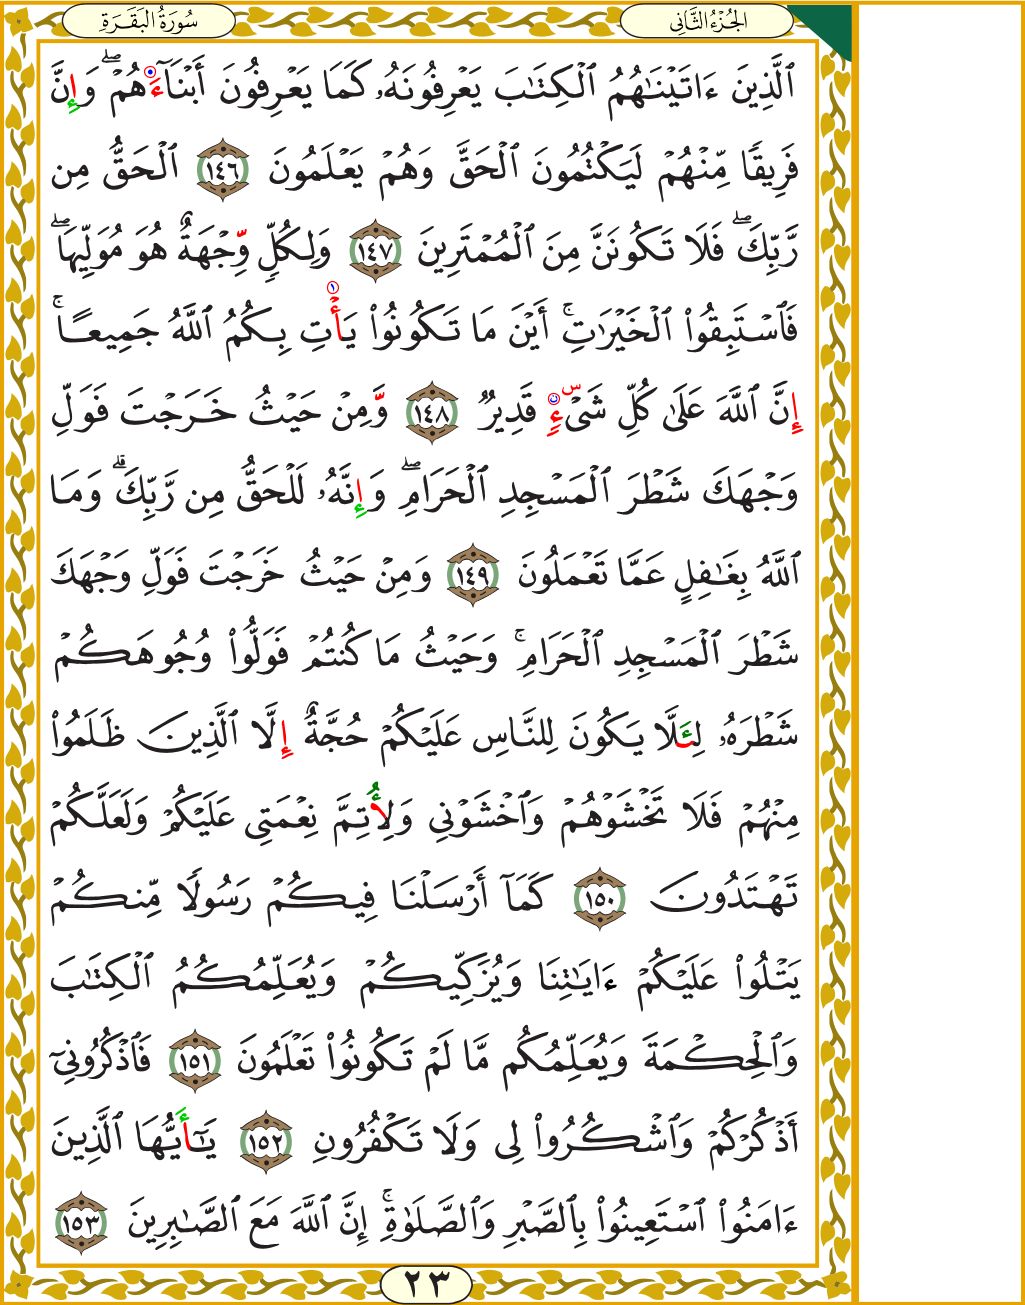 الجُزْءُ الثَّانِي
سُورَةُ البَقَرَةِ
ٱلَّذِينَ ءَاتَيْنَٰهُمُ ٱلْكِتَٰبَ يَعْرِفُونَهُۥ كَمَا يَعْرِفُونَ أَبْنَآءَهُمْۖ وَإِنَّ
فَرِيقًا مِّنْهُمْ لَيَكْتُمُونَ ٱلْحَقَّ وَهُمْ يَعْلَمُونَ ١٤٦ ٱلْحَقُّ مِن
رَّبِّكَۖ فَلَا تَكُونَنَّ مِنَ ٱلْمُمْتَرِينَ ١٤٧ وَلِكُلٍّ وِّجْهَةٌ هُوَ مُوَلِّيهَاۖ
فَٱسْتَبِقُوا۟ ٱلْخَيْرَٰتِۚ أَيْنَ مَا تَكُونُوا۟ يَأْتِ بِكُمُ ٱللَّهُ جَمِيعًاۚ
إِنَّ ٱللَّهَ عَلَىٰ كُلِّ شَىْءٍ قَدِيرٌ ١٤٨ وَّمِنْ حَيْثُ خَرَجْتَ فَوَلِّ
وَجْهَكَ شَطْرَ ٱلْمَسْجِدِ ٱلْحَرَامِۖ وَإِنَّهُۥ لَلْحَقُّ مِن رَّبِّكَۗ وَمَا
ٱللَّهُ بِغَٰفِلٍ عَمَّا تَعْمَلُونَ ١٤٩ وَمِنْ حَيْثُ خَرَجْتَ فَوَلِّ وَجْهَكَ
شَطْرَ ٱلْمَسْجِدِ ٱلْحَرَامِۚ وَحَيْثُ مَا كُنتُمْ فَوَلُّوا۟ وُجُوهَكُمْ
شَطْرَهُۥ لِئَلَّا يَكُونَ لِلنَّاسِ عَلَيْكُمْ حُجَّةٌ إِلَّا ٱلَّذِينَ ظَلَمُوا۟
مِنْهُمْ فَلَا تَخْشَوْهُمْ وَٱخْشَوْنِى وَلِأُتِمَّ نِعْمَتِى عَلَيْكُمْ وَلَعَلَّكُمْ
تَهْتَدُونَ ١٥٠ كَمَآ أَرْسَلْنَا فِيكُمْ رَسُولًا مِّنكُمْ
يَتْلُوا۟ عَلَيْكُمْ ءَايَٰتِنَا وَيُزَكِّيكُمْ وَيُعَلِّمُكُمُ ٱلْكِتَٰبَ
وَٱلْحِكْمَةَ وَيُعَلِّمُكُم مَّا لَمْ تَكُونُوا۟ تَعْلَمُونَ ١٥١ فَٱذْكُرُونِىٓ
أَذْكُرْكُمْ وَٱشْكُرُوا۟ لِى وَلَا تَكْفُرُونِ ١٥٢ يَٰٓأَيُّهَا ٱلَّذِينَ
ءَامَنُوا۟ ٱسْتَعِينُوا۟ بِٱلصَّبْرِ وَٱلصَّلَوٰةِۚ إِنَّ ٱللَّهَ مَعَ ٱلصَّٰبِرِينَ ١٥٣
٢٣